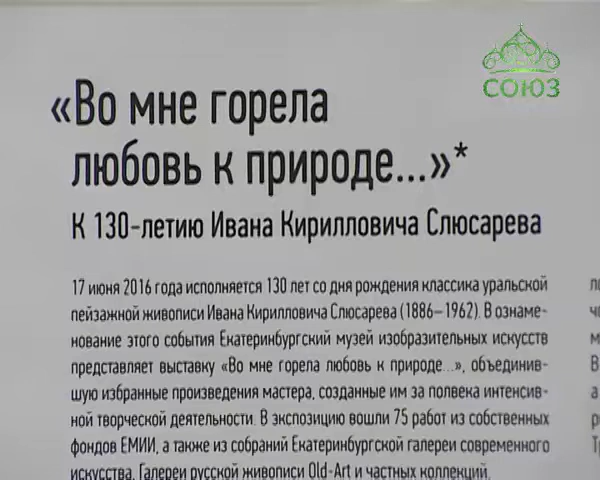 СОЮЗ
«Во мне горела
любовь к природе...»*
К 130-летию Ивана Кирилловича Слюсарева
17 июня 2016 года исполняется 130 лет со дня рождения классика уральской
пейзажной живописи Ивана Кирилловича Слюсарева (1886–1962). В ознаме-
нование этого события Екатеринбургский музей изобразительных искусств
представляет выставку «Во мне горела любовь к природе...», объединив-
шую избранные произведения мастера, созданные им за полвека интенсив-
ной творческой деятельности. В экспозицию вошли 75 работ из собственных
фондов ЕМИИ, а также из собраний Екатеринбургской галереи современного
искусства, Галереи русской живописи Old-Art и частных коллекций.